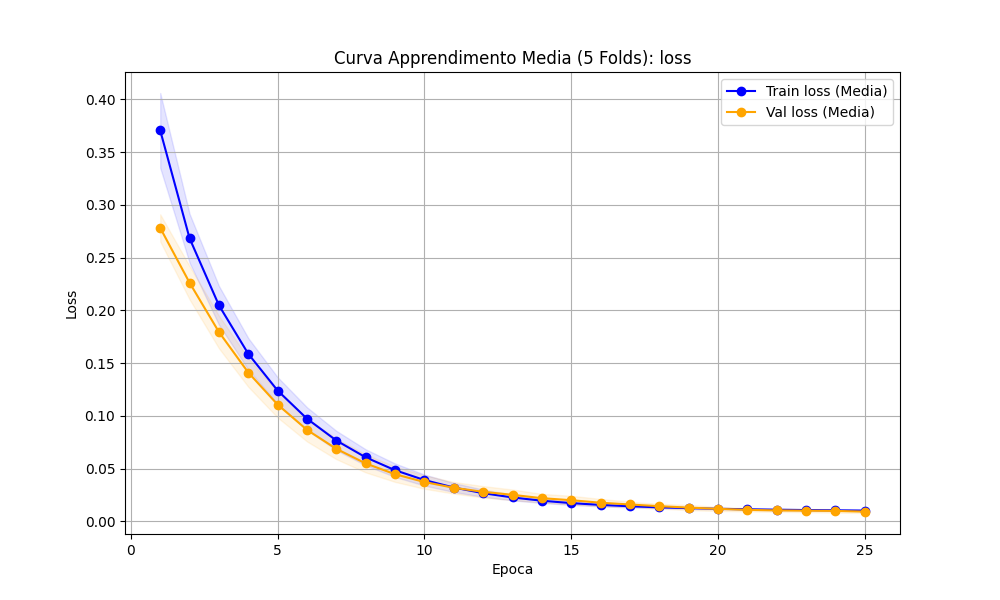 Curva Apprendimento Media (5 Folds): loss
Train loss (Media)
Val loss (Media)
Loss
0.40
0.35
0.30
0.25
0.20
0.15
0.10
0.05
0.00
0 5 10 15 20 25
Epoca